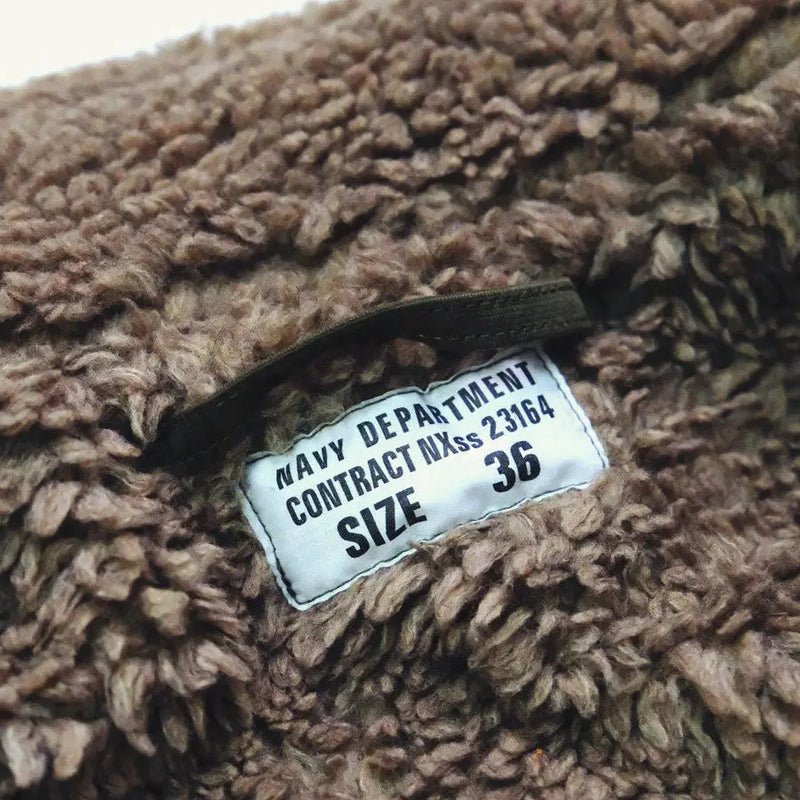 NAVY DEPARTMENT
CONTRACT NXss 23164
SIZE 36